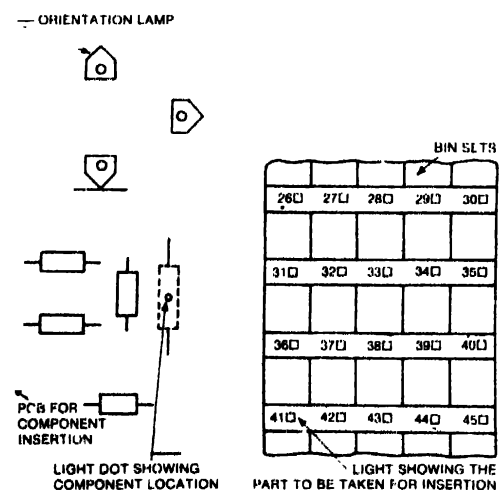 ORIENTATION LAMP
BIN SETS
26 27 28 29 30
31 32 33 34 35
36 37 38 39 40
41 42 43 44 45
PCB FOR
COMPONENT
INSERTION
LIGHT DOT SHOWING
COMPONENT LOCATION
LIGHT SHOWING THE
PART TO BE TAKEN FOR INSERTION